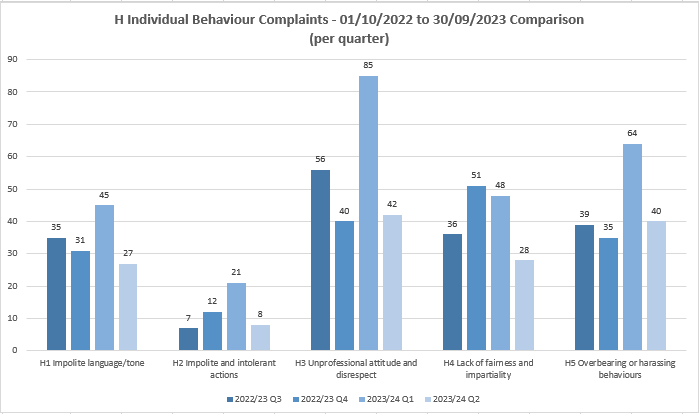 H Individual Behaviour Complaints - 01/10/2022 to 30/09/2023 Comparison
(per quarter)
90
80
70
60
50
40
30
20
10
0
35
31
45
27
7
12
21
8
56
40
85
42
36
51
48
28
39
35
64
40
H1 Impolite language/tone
H2 Impolite and intolerant
actions
H3 Unprofessional attitude and
disrespect
H4 Lack of fairness and
impartiality
H5 Overbearing or harassing
behaviours
2022/23 Q3
2022/23 Q4
2023/24 Q1
2023/24 Q2